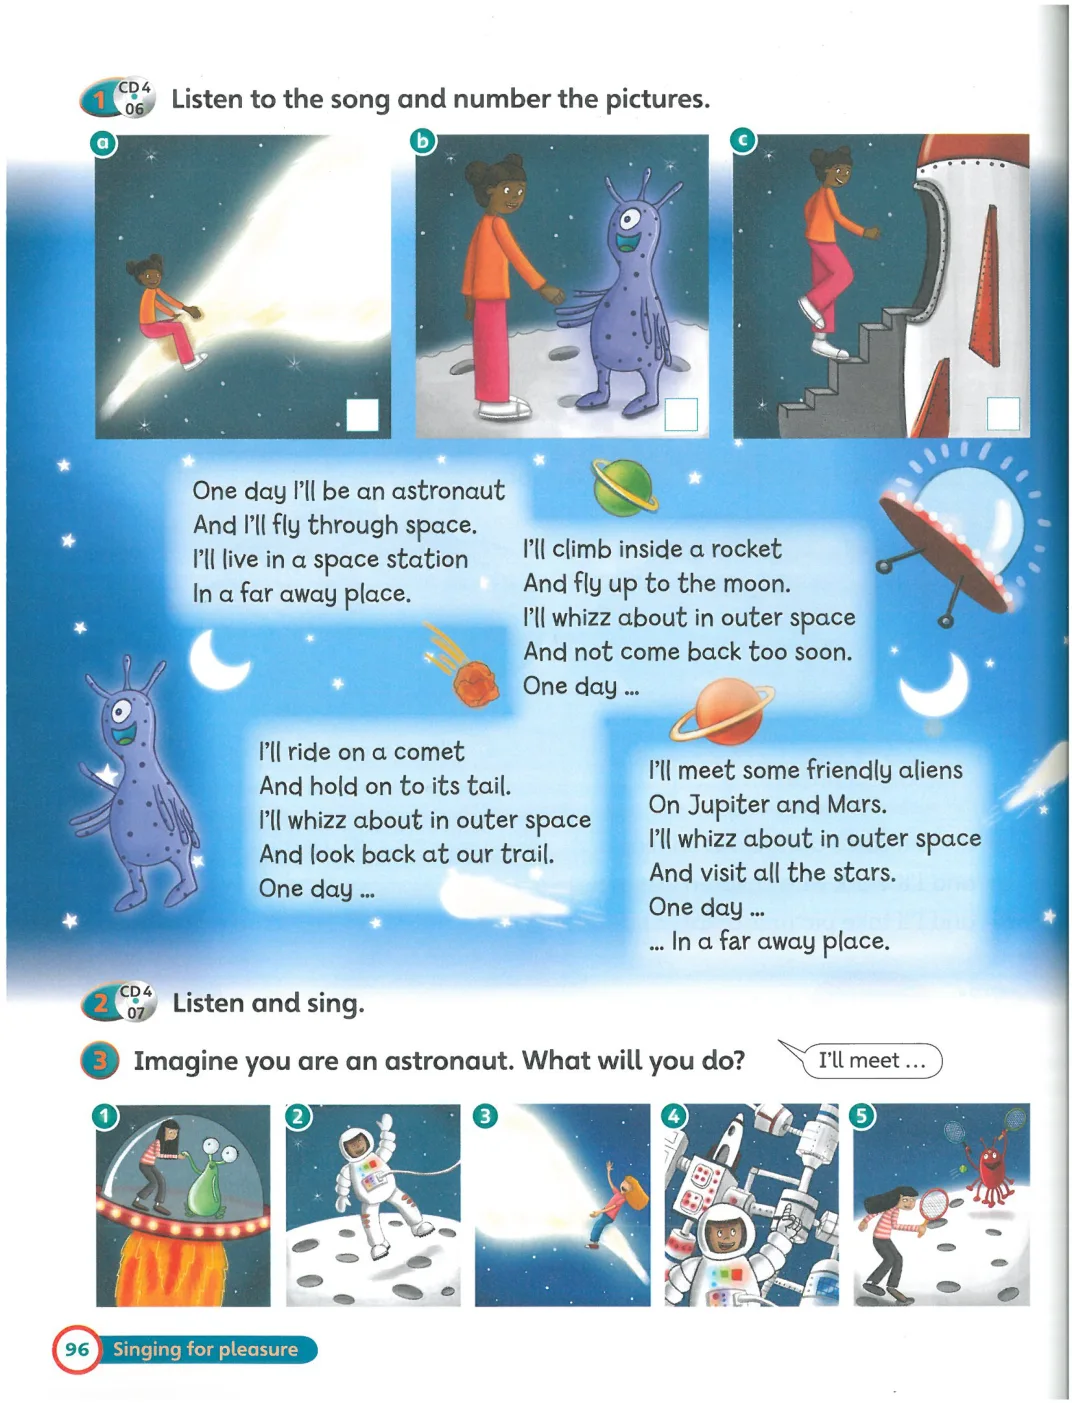 1 CD4 06 Listen to the song and number the pictures.
a
b
c
One day I'll be an astronaut
And I'll fly through space.
I'll live in a space station
In a far away place.
I'll climb inside a rocket
And fly up to the moon.
I'll whizz about in outer space
And not come back too soon.
One day ...
I'll ride on a comet
And hold on to its tail.
I'll whizz about in outer space
And look back at our trail.
One day ...
I'll meet some friendly aliens
On Jupiter and Mars.
I'll whizz about in outer space
And visit all the stars.
One day ...
... In a far away place.
2 CD4 07 Listen and sing.
3 Imagine you are an astronaut. What will you do?
I'll meet ...
1
2
3
4
5
96 Singing for pleasure